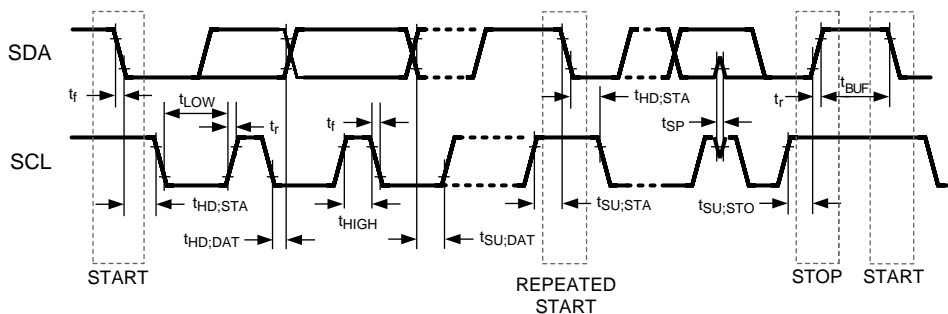 SDA
t_f
t_LOW
t_r
t_f
t_HD;STA
t_SP
t_r
t_BUF
SCL
t_HD;STA
t_HD;DAT
t_HIGH
t_SU;DAT
t_SU;STA
t_SU;STO
START
REPEATED
START
STOP
START